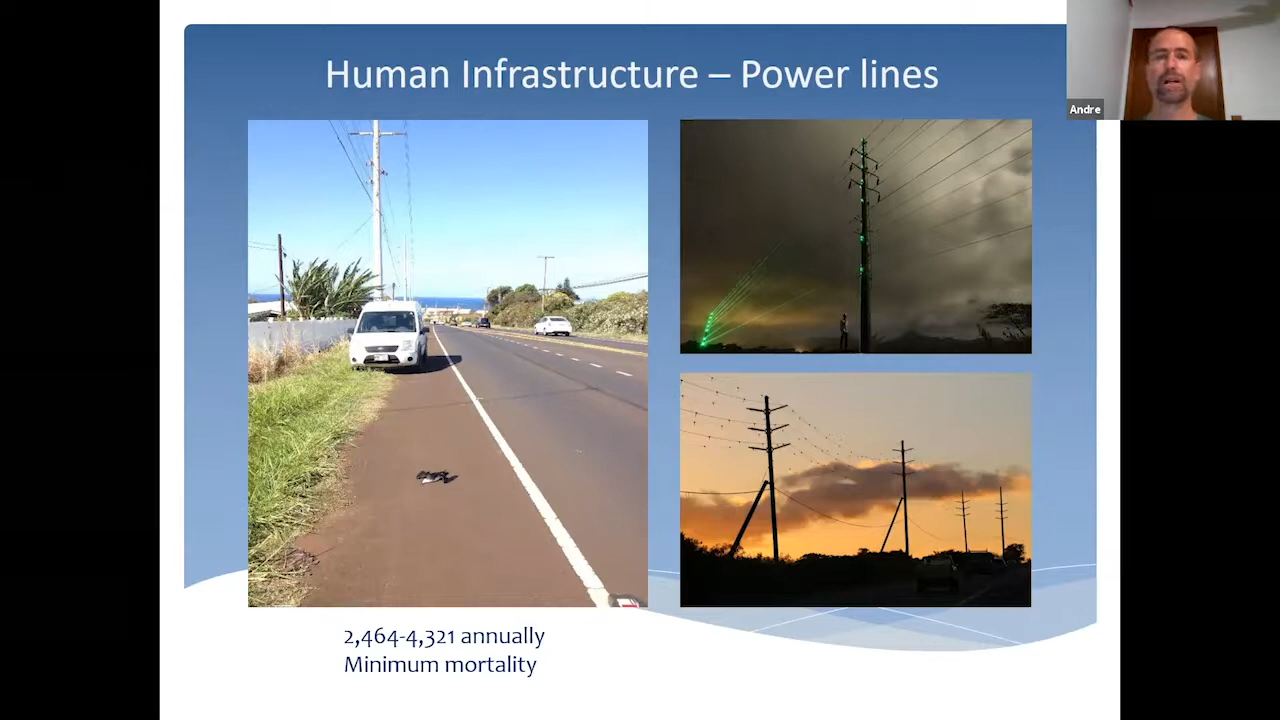 Human Infrastructure – Power lines
Andre
2,464-4,321 annually
Minimum mortality